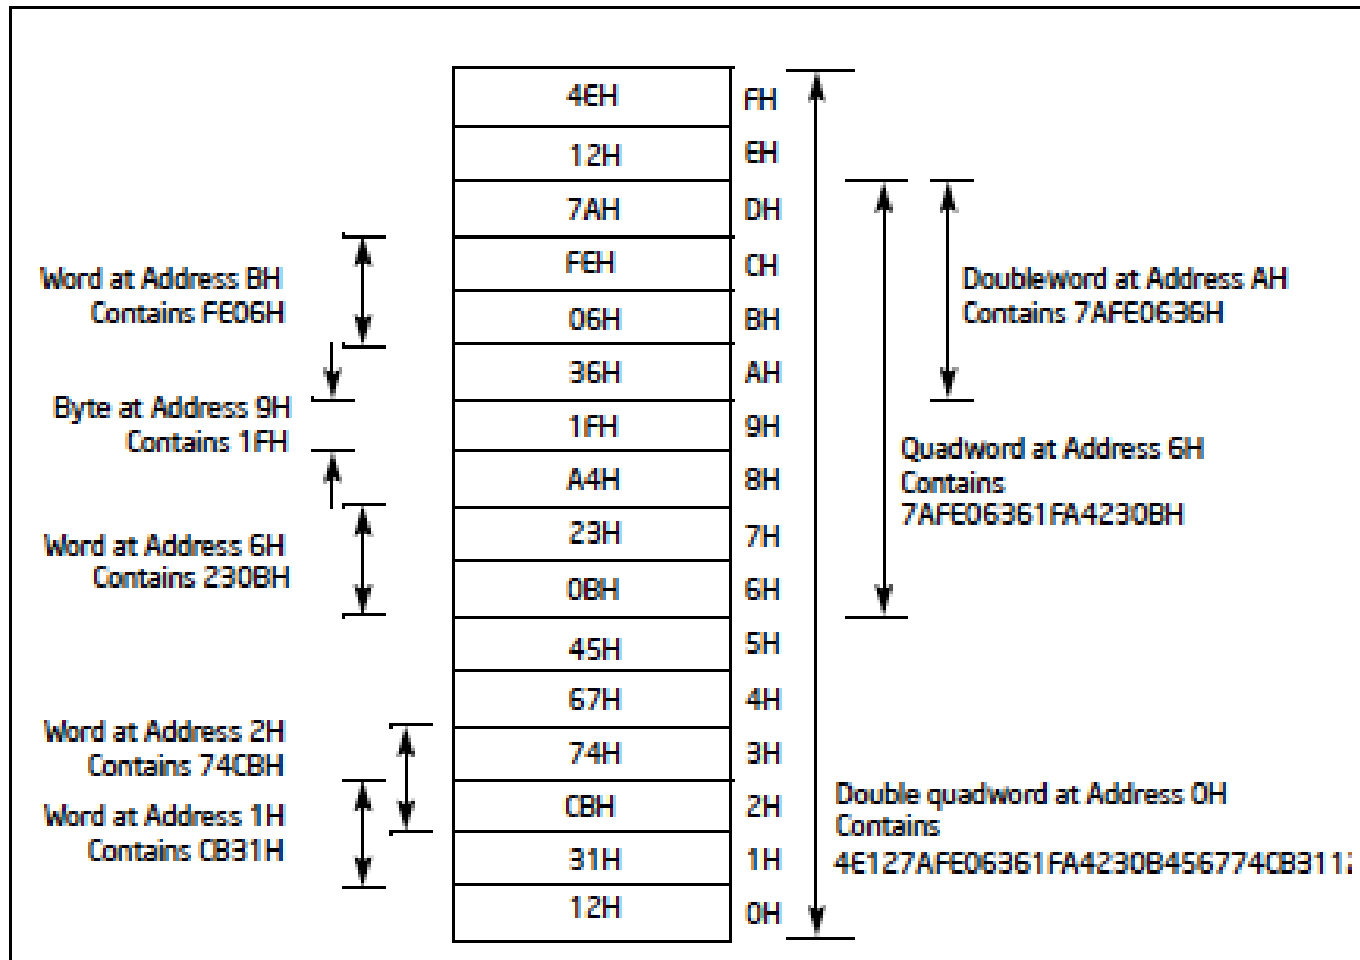 4EH
FH
12H
EH
7AH
DH
FEH
CH
06H
BH
36H
AH
1FH
9H
A4H
8H
23H
7H
0BH
6H
45H
5H
67H
4H
74H
3H
CBH
2H
31H
1H
12H
0H
Word at Address BH
Contains FE06H
Byte at Address 9H
Contains 1FH
Word at Address 6H
Contains 230BH
Word at Address 2H
Contains 74CBH
Word at Address 1H
Contains CB31H
Doubleword at Address AH
Contains 7AFE0636H
Quadword at Address 6H
Contains
7AFE06361FA4230BH
Double quadword at Address 0H
Contains
4E127AFE06361FA4230B456774CB311